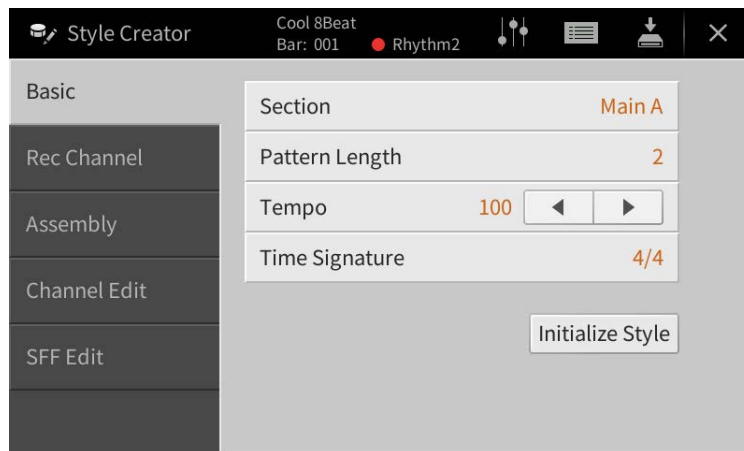 Style Creator
Cool 8Beat
Bar: 001 Rhythm2
Basic
Rec Channel
Assembly
Channel Edit
SFF Edit
Section Main A
Pattern Length 2
Tempo 100
Time Signature 4/4
Initialize Style